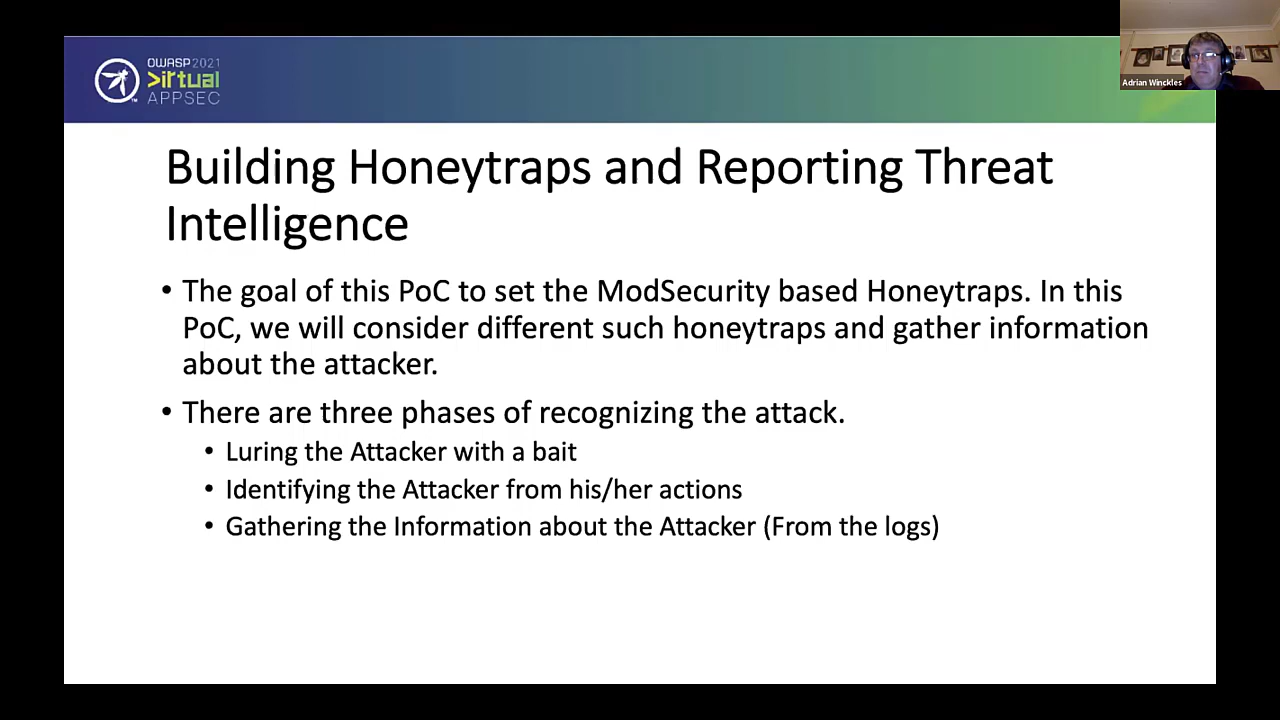 OWASP 2021
Virtual
APPSEC
Adrian Winckles
Building Honeytraps and Reporting Threat
Intelligence
• The goal of this PoC to set the ModSecurity based Honeytraps. In this
PoC, we will consider different such honeytraps and gather information
about the attacker.
• There are three phases of recognizing the attack.
• Luring the Attacker with a bait
• Identifying the Attacker from his/her actions
• Gathering the Information about the Attacker (From the logs)